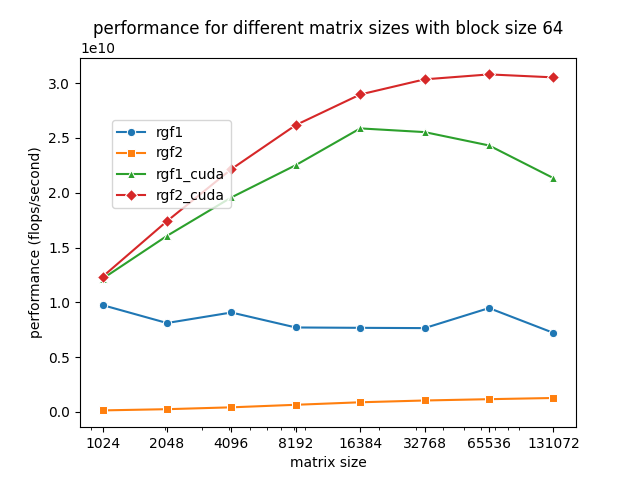 performance for different matrix sizes with block size 64
1e10
3.0
2.5
2.0
1.5
1.0
0.5
0.0
performance (flops/second)
rgf1
rgf2
rgf1_cuda
rgf2_cuda
1024 2048 4096 8192 16384 32768 65536 131072
matrix size